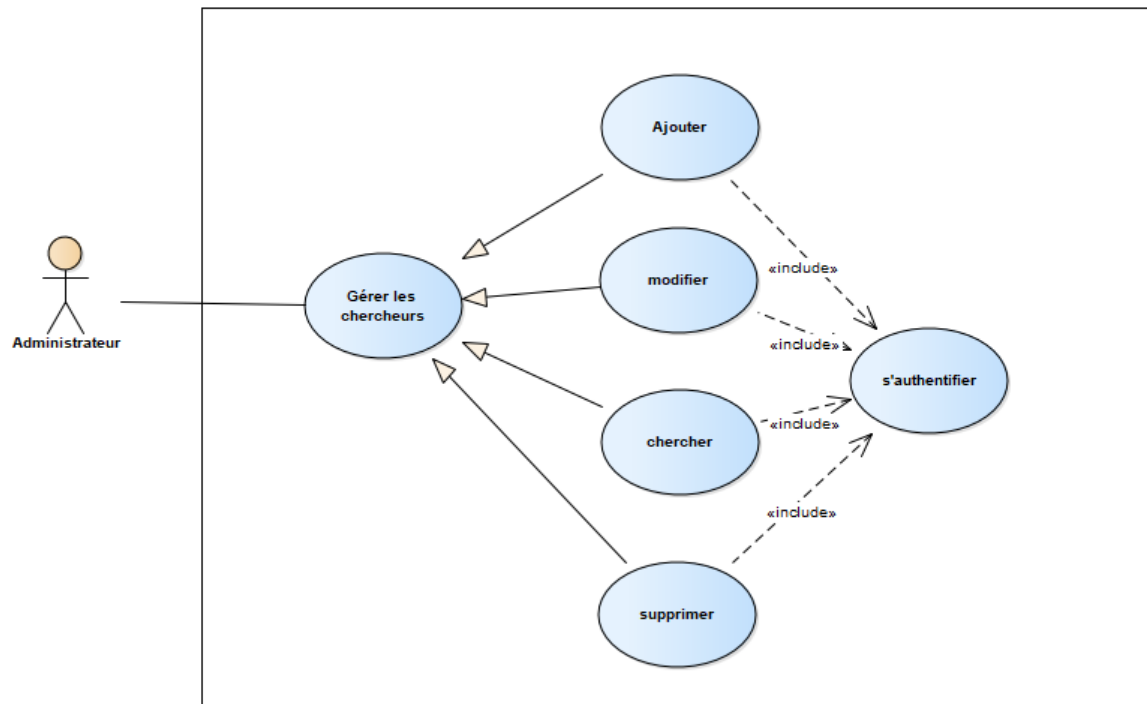 Ajouter
modifier
«include»
Gérer les
chercheurs
Administrateur
«include»
s'authentifier
chercher
«include»
«include»
supprimer